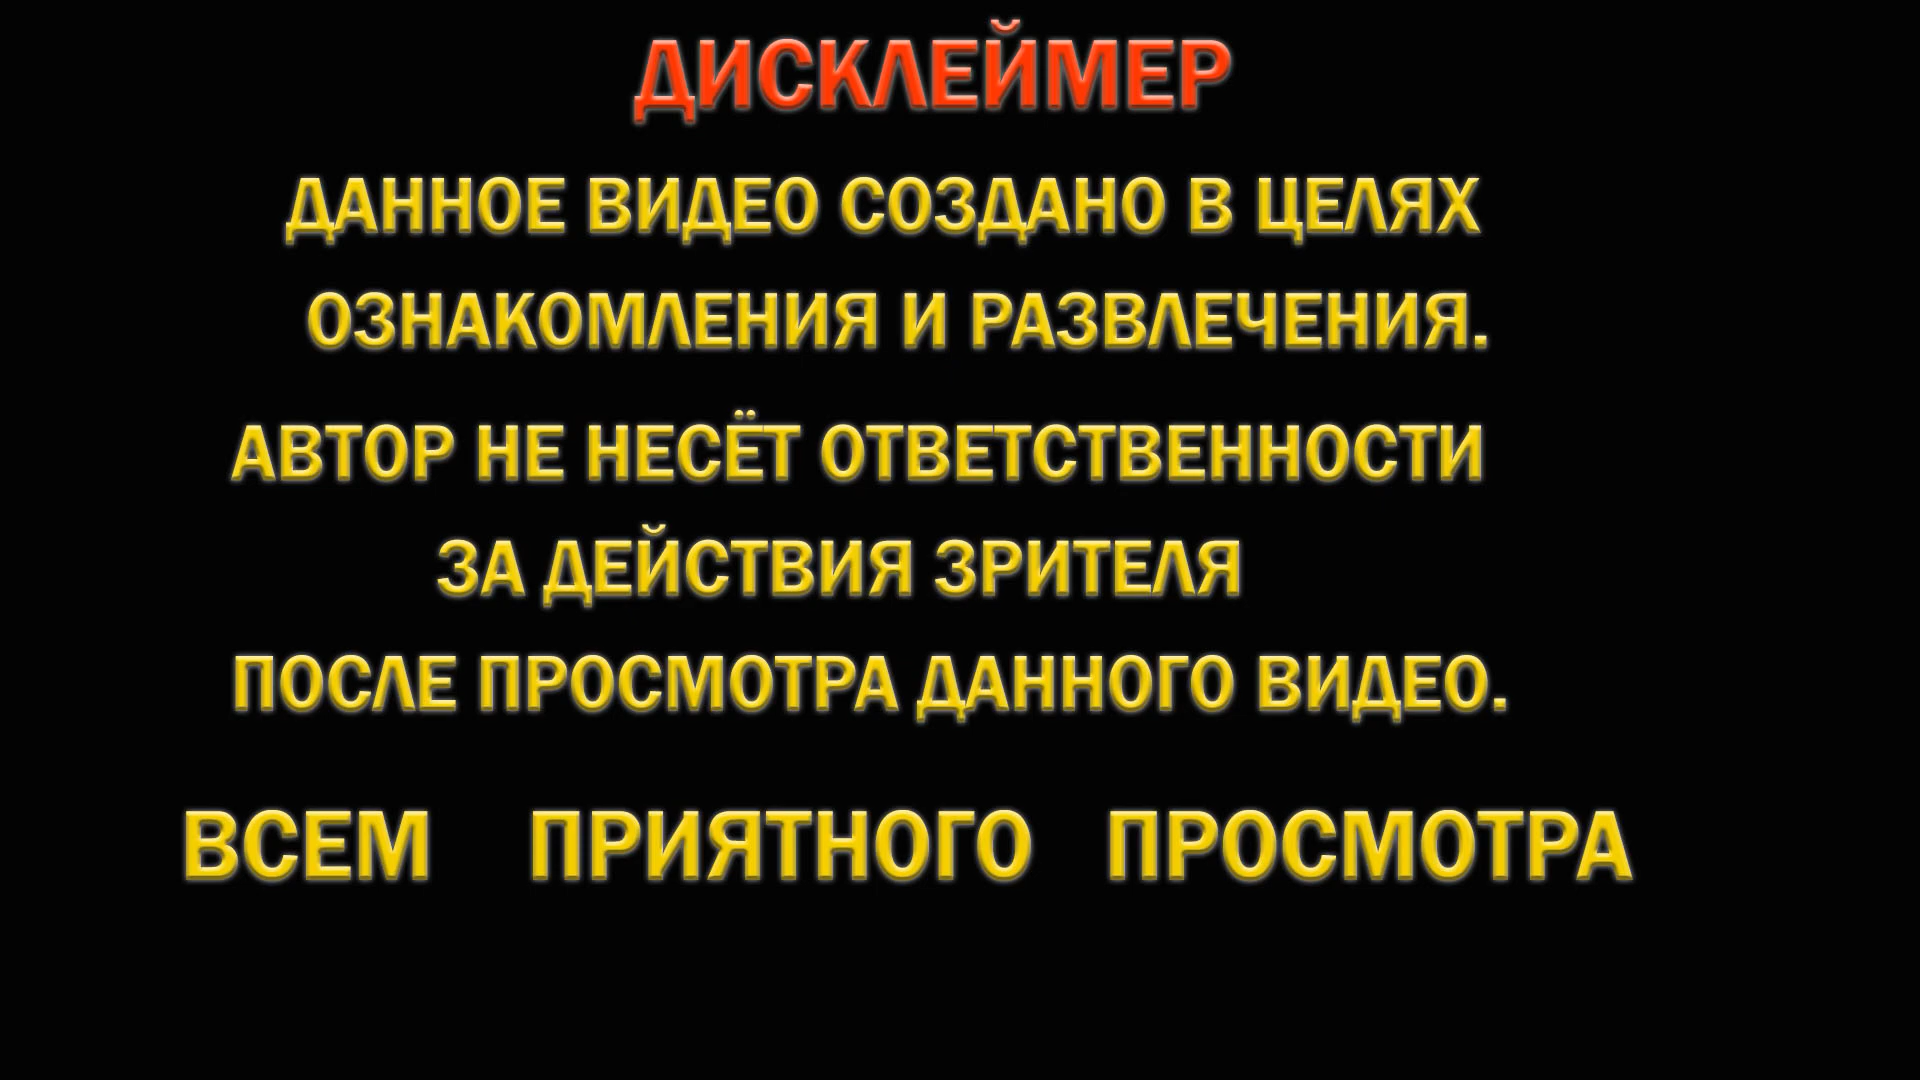 ДИСКЛЕЙМЕР
ДАННОЕ ВИДЕО СОЗДАНО В ЦЕЛЯХ
ОЗНАКОМЛЕНИЯ И РАЗВЛЕЧЕНИЯ.
АВТОР НЕ НЕСЁТ ОТВЕТСТВЕННОСТИ
ЗА ДЕЙСТВИЯ ЗРИТЕЛЯ
ПОСЛЕ ПРОСМОТРА ДАННОГО ВИДЕО.
ВСЕМ ПРИЯТНОГО ПРОСМОТРА